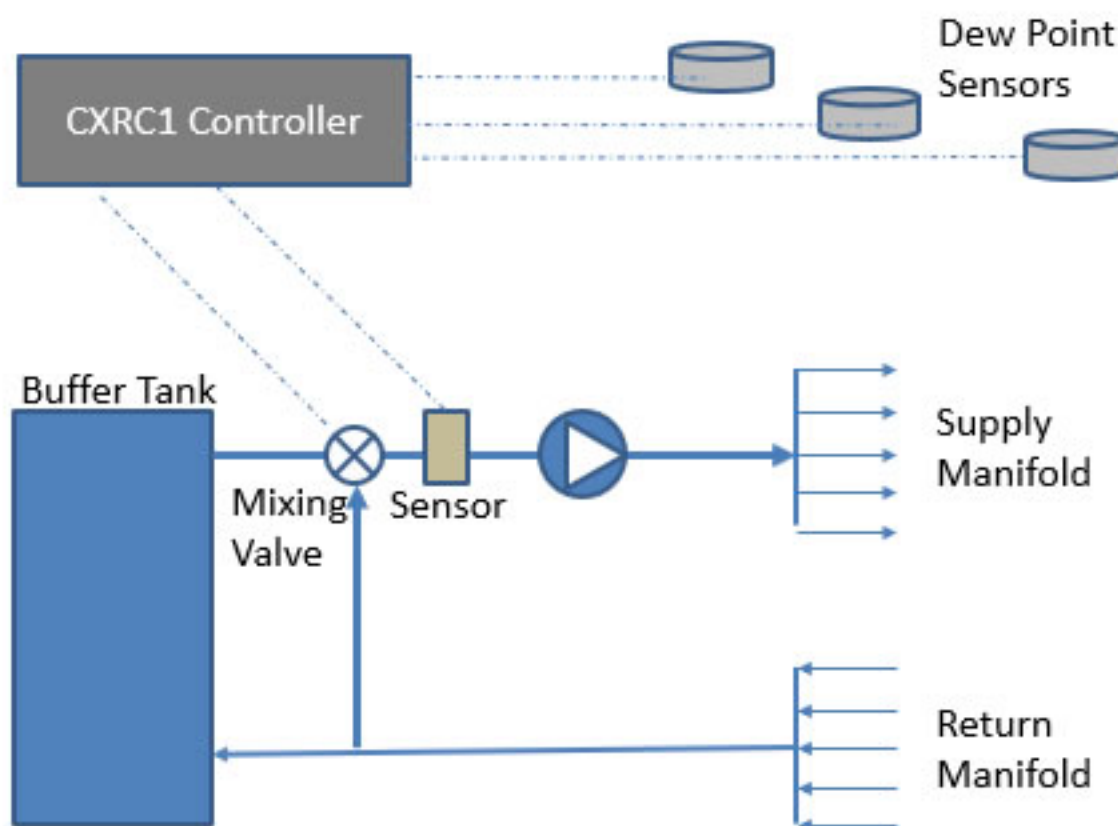 Dew Point
Sensors
CXRC1 Controller
Buffer Tank
Mixing
Valve
Sensor
Supply
Manifold
Return
Manifold